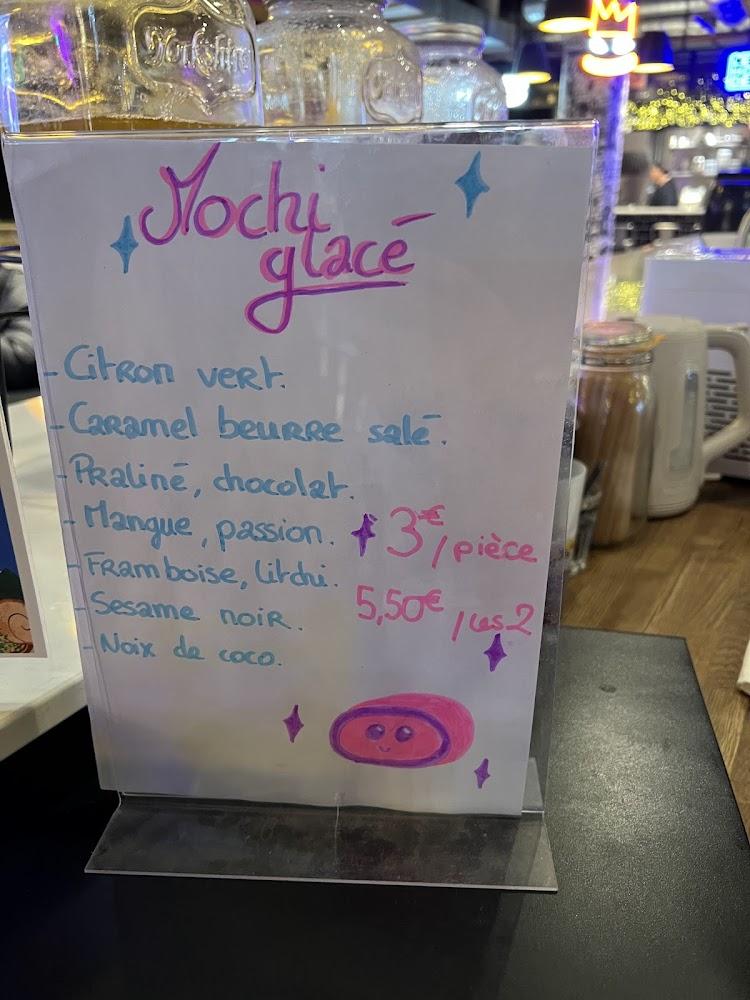 Yorkshire
Mochi
glacé
- Citron vert.
- Caramel beurre salé.
- Praliné, chocolat.
- Mangue, passion.
- Framboise, litchi.
- Sesame noir.
- Noix de coco.
3€/pièce
5,50€/les 2